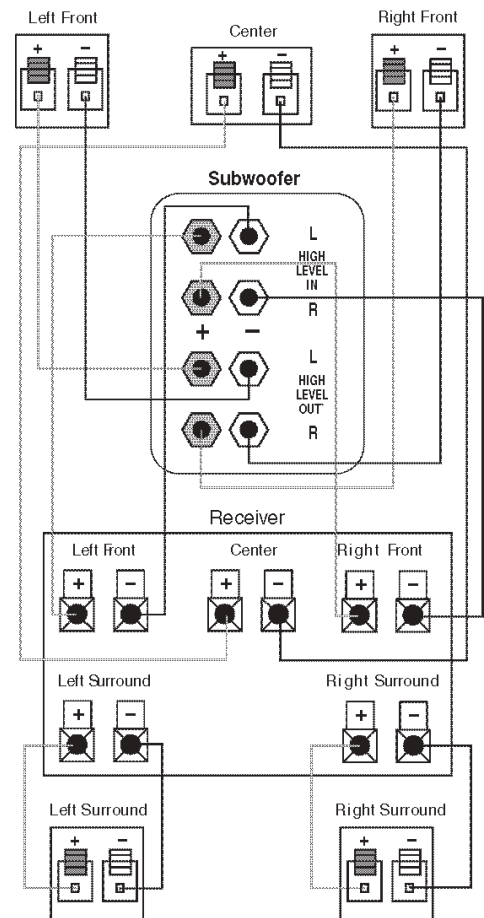 Left Front
Center
Right Front
+ −
+ −
+ −
Subwoofer
L
HIGH
LEVEL
IN
R
+ −
L
HIGH
LEVEL
OUT
R
Receiver
Left Front
Center
Right Front
+ −
+ −
+ −
Left Surround
Right Surround
+ −
+ −
Left Surround
Right Surround
+ −
+ −